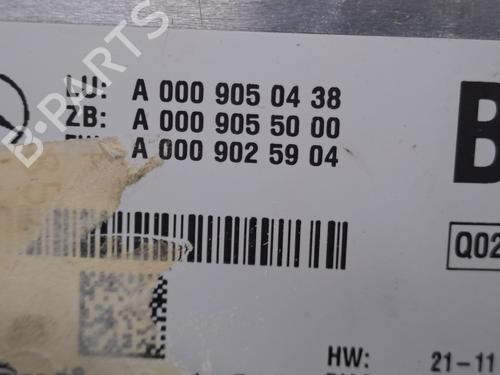 B-PARTS
LU: A 000 905 04 38
ZB: A 000 905 50 00
A 000 902 59 04
B
Q02
HW: 21-11